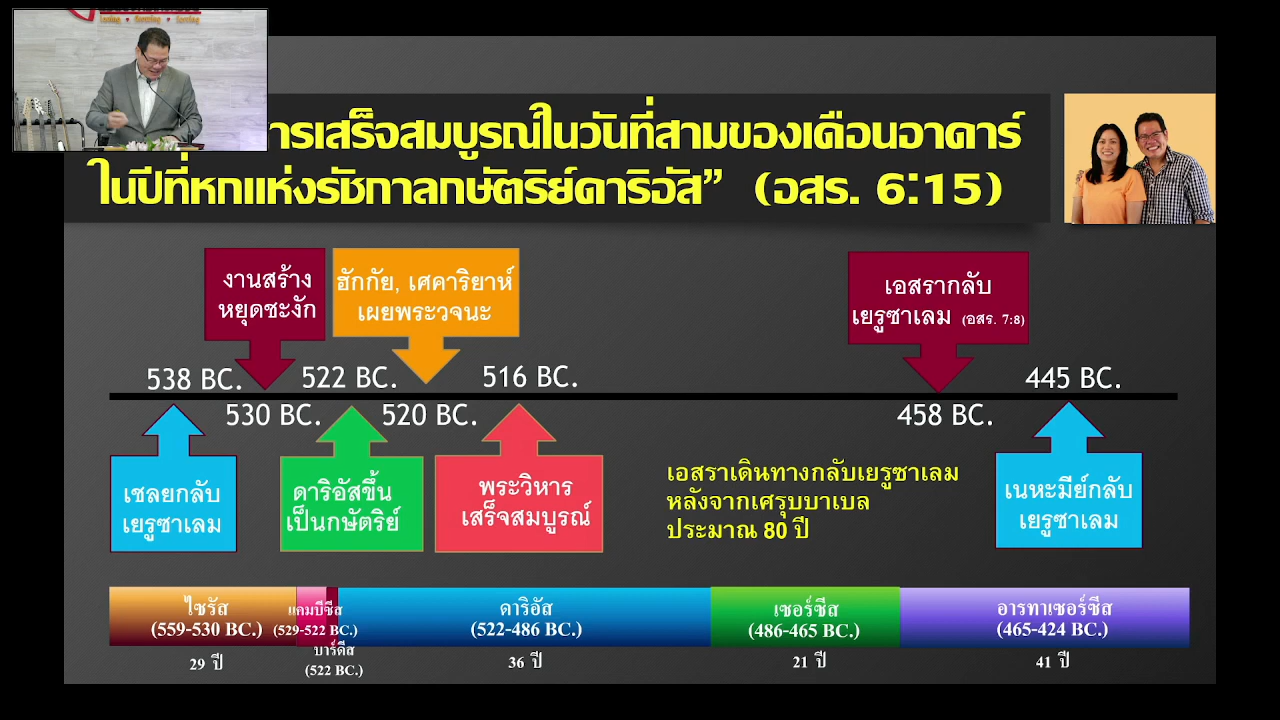 ารเสร็จสมบูรณ์ในวันที่สามของเดือนอาดาร์
ในปีที่หกแห่งรัชกาลกษัตริย์ดาริอัส” (อสร. 6:15)
งานสร้าง
หยุดชะงัก
ฮักกัย, เศคาริยาห์
เผยพระวจนะ
เอสรากลับ
เยรูซาเลม (อสร. 7:8)
538 BC.
522 BC.
516 BC.
445 BC.
530 BC.
520 BC.
458 BC.
เชลยกลับ
เยรูซาเลม
ดาริอัสขึ้น
เป็นกษัตริย์
พระวิหาร
เสร็จสมบูรณ์
เอสราเดินทางกลับเยรูซาเลม
หลังจากเศรุบบาเบล
ประมาณ 80 ปี
เนหะมีย์กลับ
เยรูซาเลม
ไซรัส
(559-530 BC.)
29 ปี
แคมบีซีส
(529-522 BC.)
บาร์ดีส
(522 BC.)
ดาริอัส
(522-486 BC.)
36 ปี
เซอร์ซีส
(486-465 BC.)
21 ปี
อารทาเซอร์ซีส
(465-424 BC.)
41 ปี